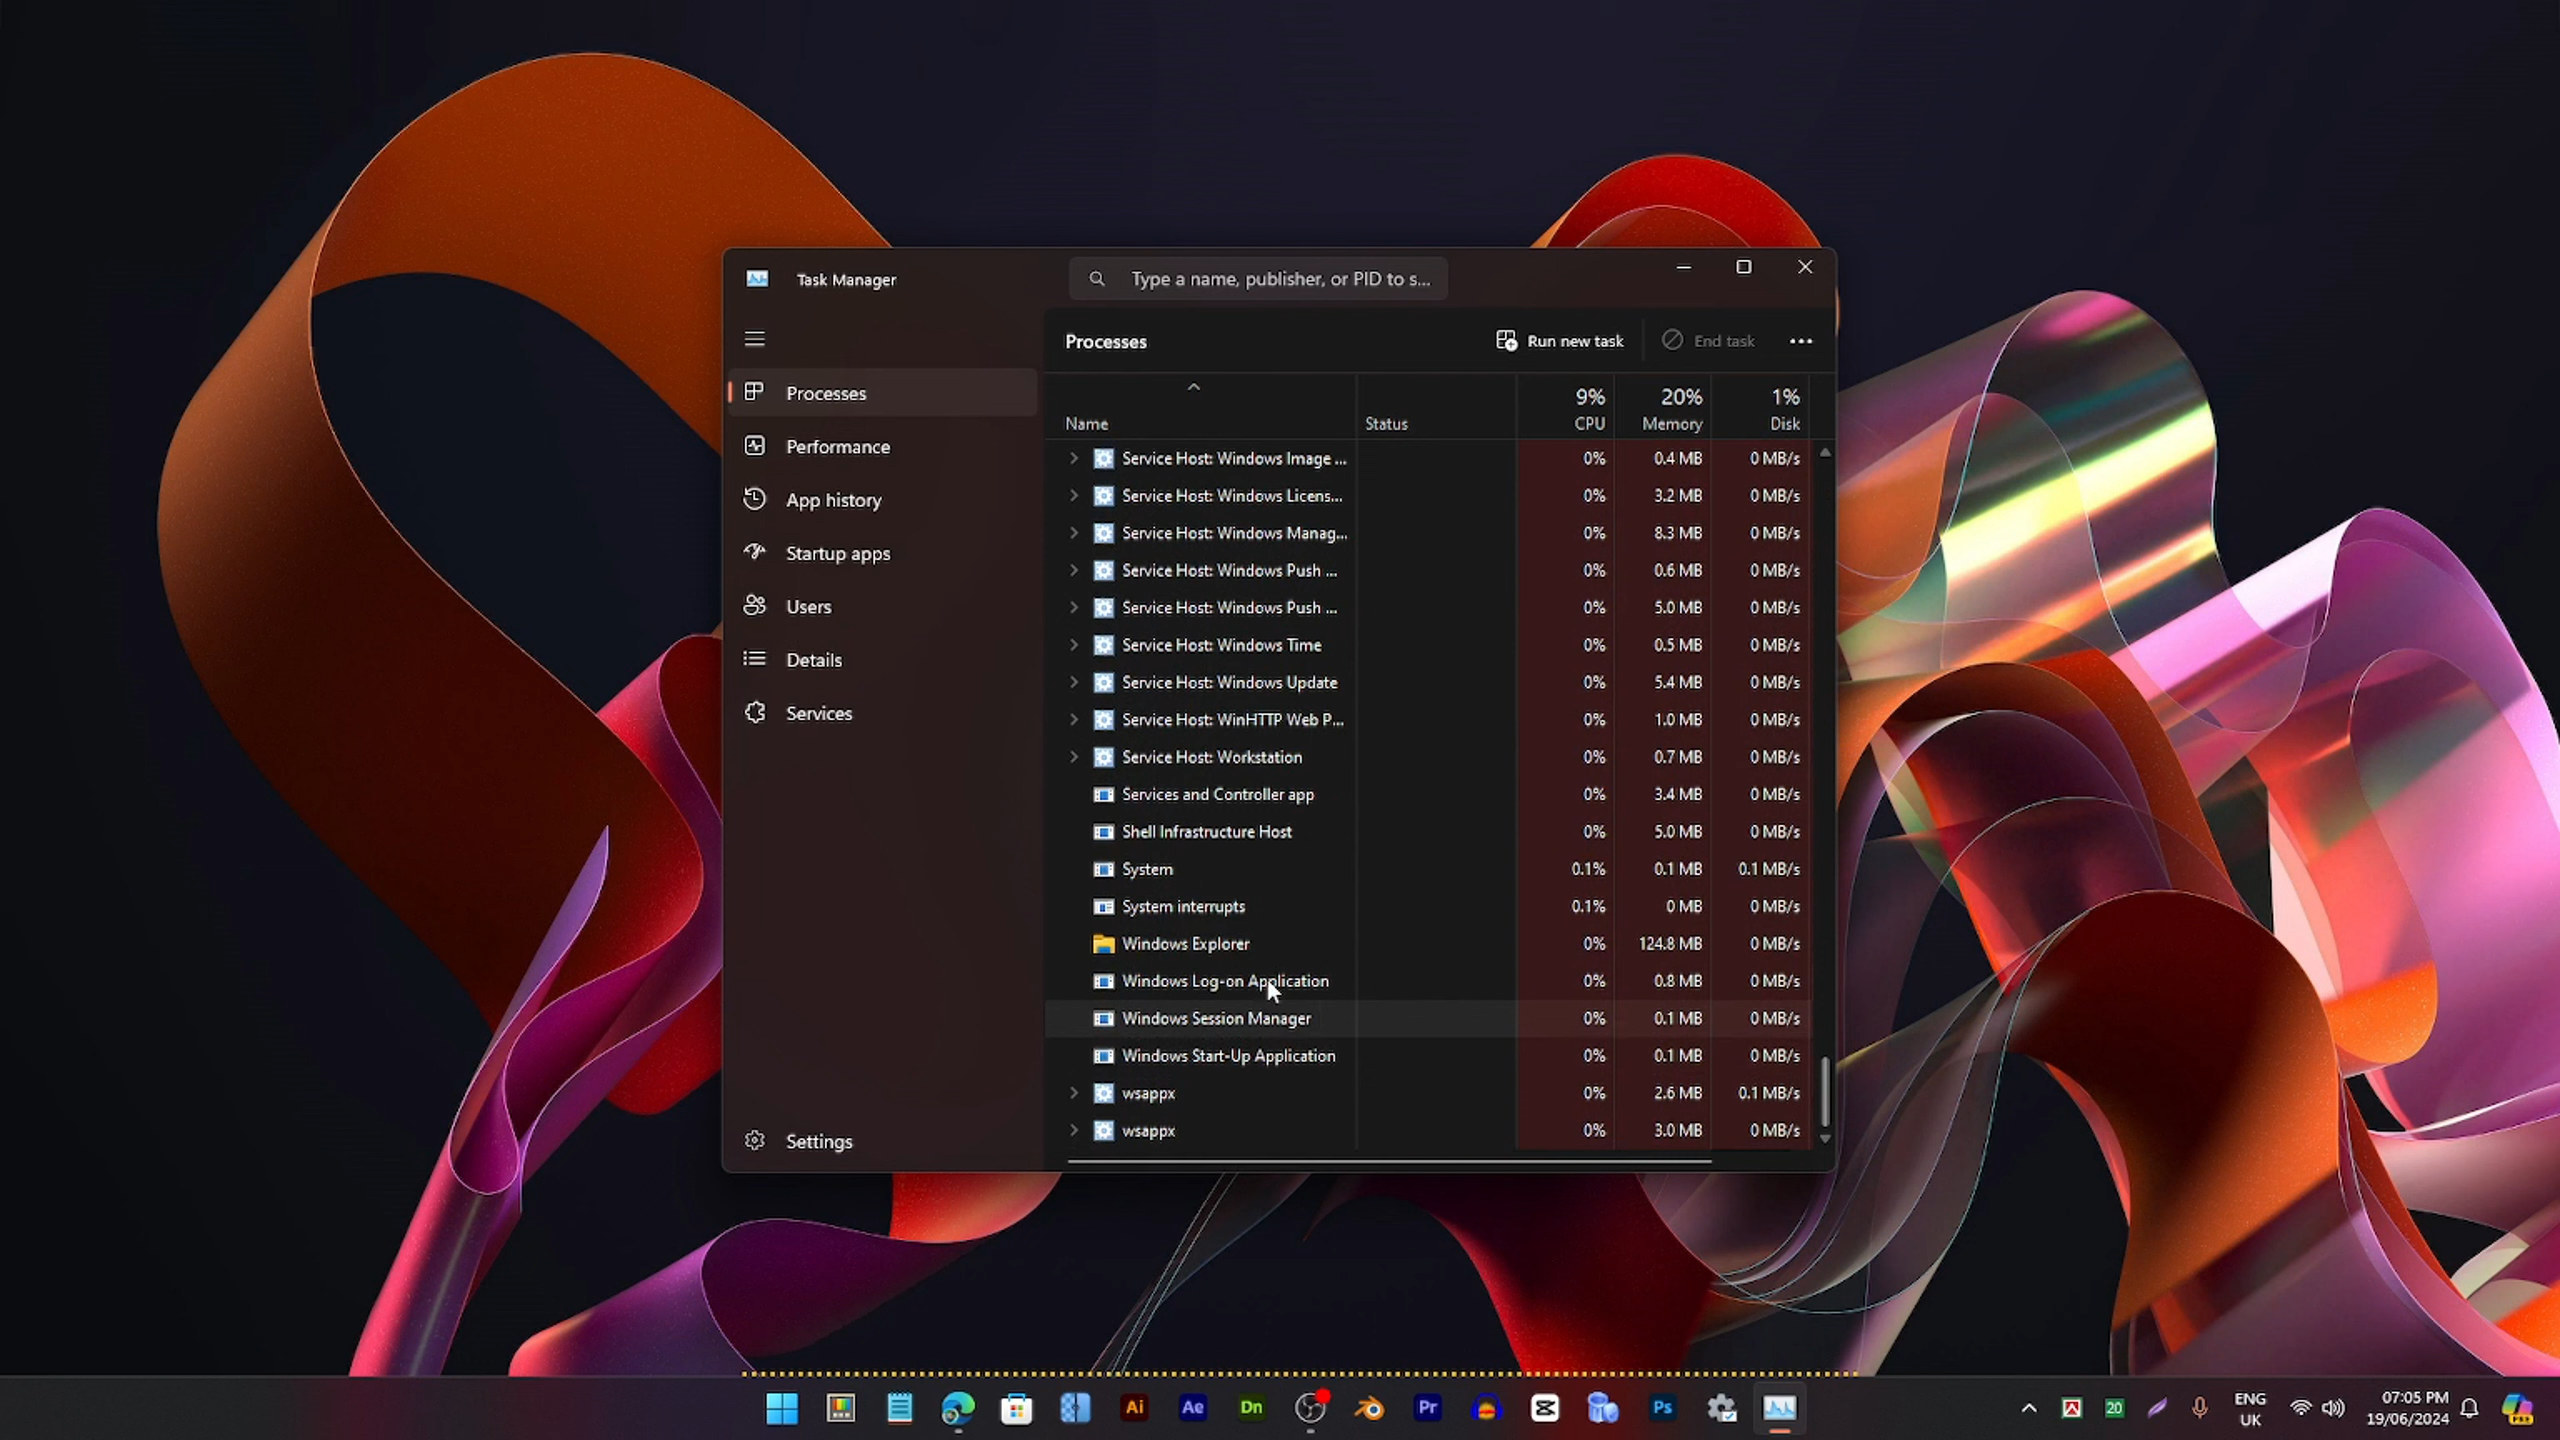 Task Manager
Type a name, publisher, or PID to s...
Processes
Performance
App history
Startup apps
Users
Details
Services
Settings
Processes
Run new task
End task
Name
Status
9%
CPU
20%
Memory
1%
Disk
Service Host: Windows Image ... 0% 0.4 MB 0 MB/s
Service Host: Windows Licens... 0% 3.2 MB 0 MB/s
Service Host: Windows Manag... 0% 8.3 MB 0 MB/s
Service Host: Windows Push ... 0% 0.6 MB 0 MB/s
Service Host: Windows Push ... 0% 5.0 MB 0 MB/s
Service Host: Windows Time 0% 0.5 MB 0 MB/s
Service Host: Windows Update 0% 5.4 MB 0 MB/s
Service Host: WinHTTP Web P... 0% 1.0 MB 0 MB/s
Service Host: Workstation 0% 0.7 MB 0 MB/s
Services and Controller app 0% 3.4 MB 0 MB/s
Shell Infrastructure Host 0% 5.0 MB 0 MB/s
System 0.1% 0.1 MB 0.1 MB/s
System interrupts 0.1% 0 MB 0 MB/s
Windows Explorer 0% 124.8 MB 0 MB/s
Windows Log-on Application 0% 0.8 MB 0 MB/s
Windows Session Manager 0% 0.1 MB 0 MB/s
Windows Start-Up Application 0% 0.1 MB 0 MB/s
wsappx 0% 2.6 MB 0.1 MB/s
wsappx 0% 3.0 MB 0 MB/s
Ai
Ae
Dn
Pr
Ps
20
ENG
UK
07:05 PM
19/06/2024